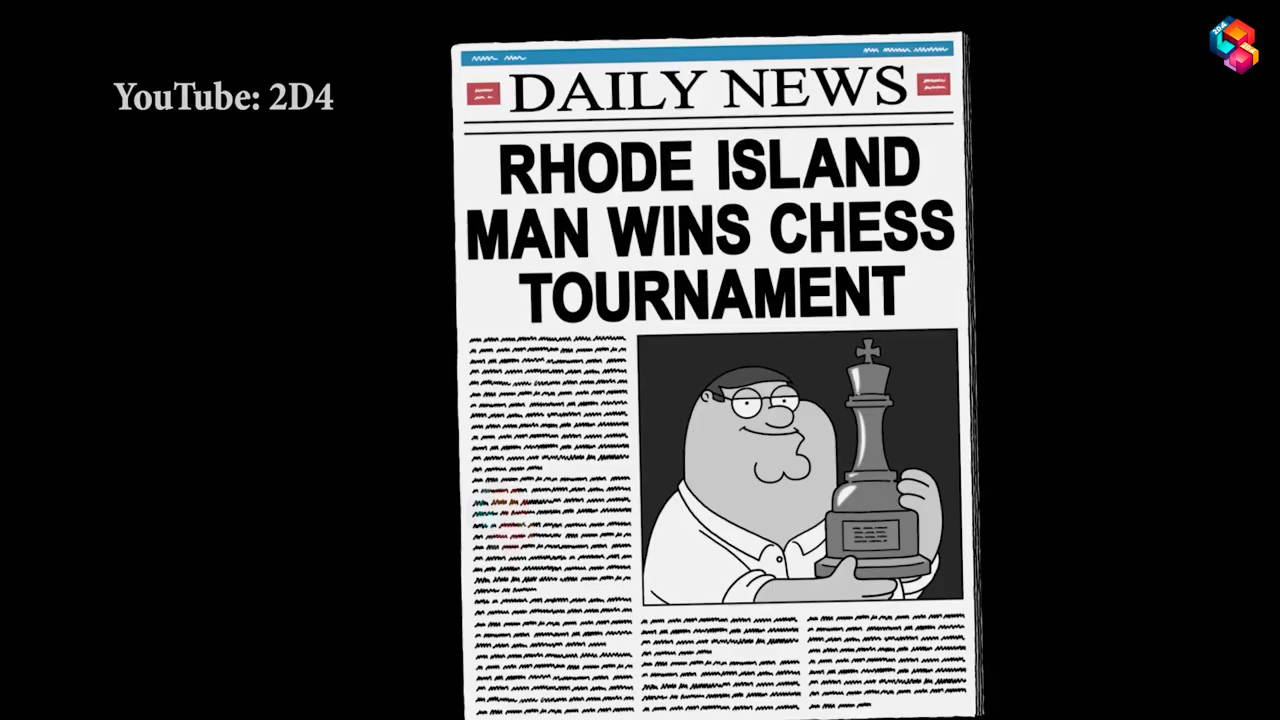 YouTube: 2D4
DAILY NEWS
RHODE ISLAND
MAN WINS CHESS
TOURNAMENT